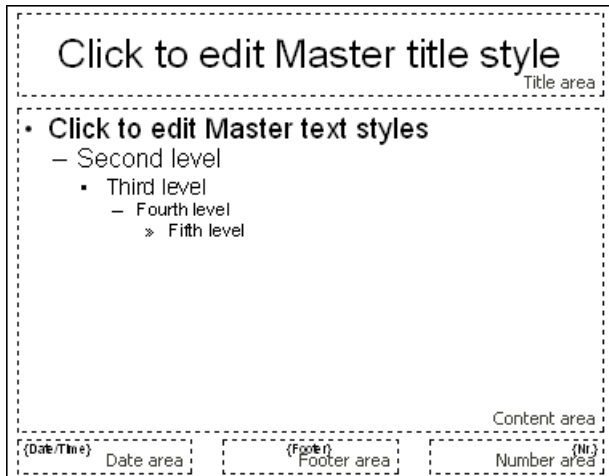 Click to edit Master title style
Title area
• Click to edit Master text styles
– Second level
• Third level
– Fourth level
» Fifth level
Content area
{Date/Time}
Date area
{Footer}
Footer area
{Nr.}
Number area